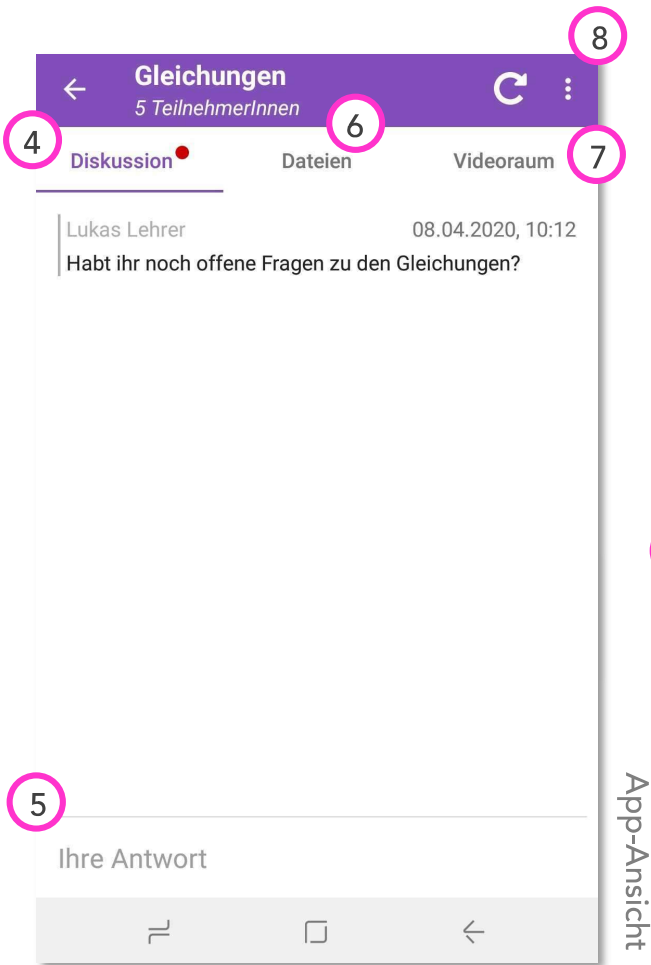 8
Gleichungen
5 TeilnehmerInnen
6
4
7
Diskussion
Dateien
Videoraum
Lukas Lehrer
08.04.2020, 10:12
Habt ihr noch offene Fragen zu den Gleichungen?
5
Ihre Antwort
App-Ansicht